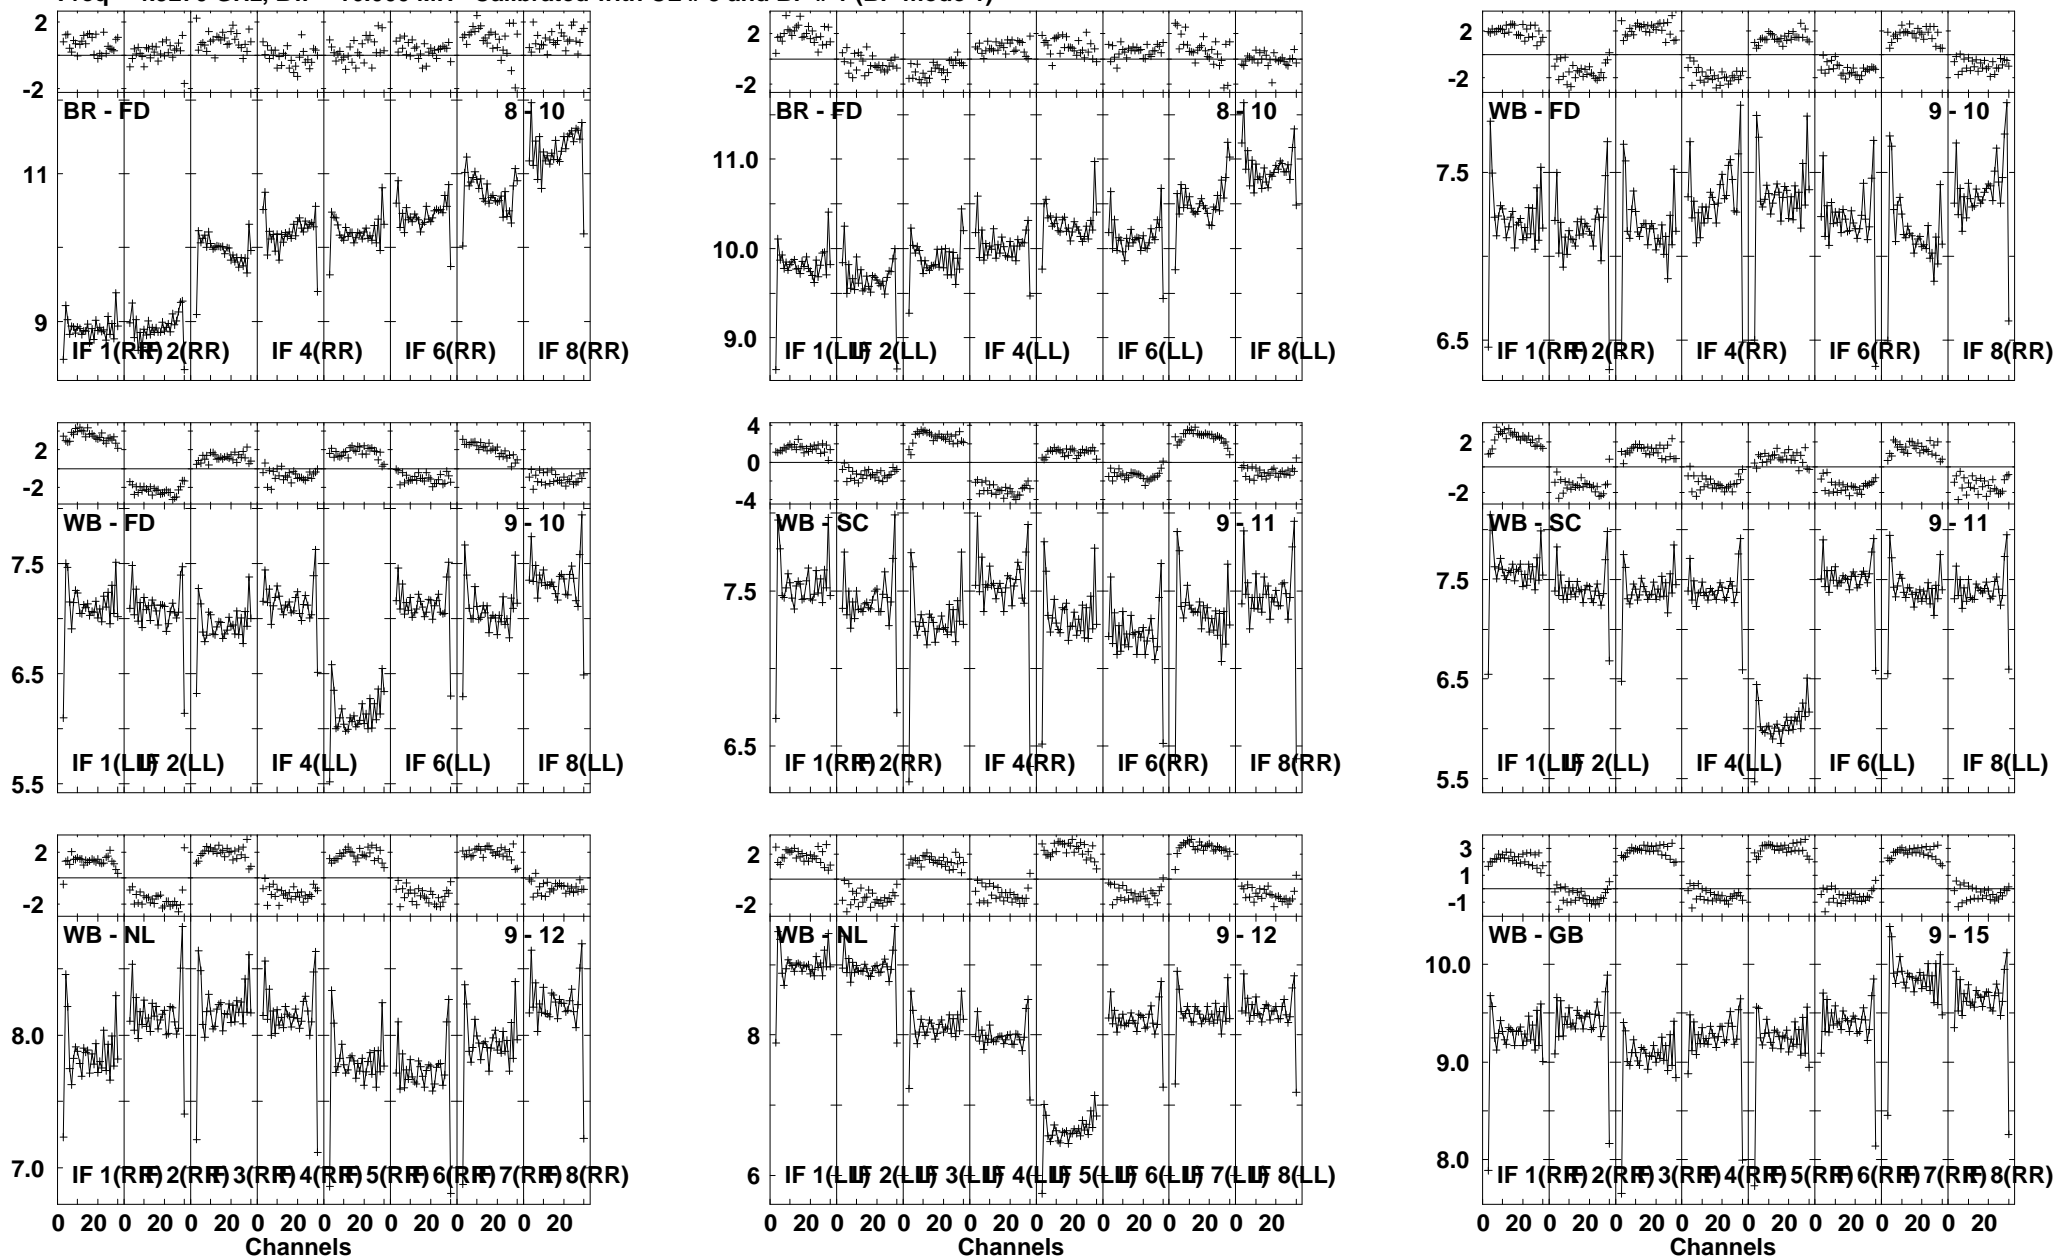 2
-2
BR - FD 8 - 10
11
9
IF 1(RR) IF 2(RR) IF 4(RR) IF 6(RR) IF 8(RR)
2
-2
BR - FD 8 - 10
11.0
10.0
9.0
IF 1(LL) IF 2(LL) IF 4(LL) IF 6(LL) IF 8(LL)
2
-2
WB - FD 9 - 10
7.5
6.5
IF 1(RR) IF 2(RR) IF 4(RR) IF 6(RR) IF 8(RR)
2
-2
WB - FD 9 - 10
7.5
6.5
5.5
IF 1(LL) IF 2(LL) IF 4(LL) IF 6(LL) IF 8(LL)
4
0
-4
WB - SC 9 - 11
7.5
6.5
IF 1(RR) IF 2(RR) IF 4(RR) IF 6(RR) IF 8(RR)
2
-2
WB - SC 9 - 11
7.5
6.5
5.5
IF 1(LL) IF 2(LL) IF 4(LL) IF 6(LL) IF 8(LL)
2
-2
WB - NL 9 - 12
8.0
7.0
IF 1(RR) IF 2(RR) IF 3(RR) IF 4(RR) IF 5(RR) IF 6(RR) IF 7(RR) IF 8(RR)
0 20 0 20 0 20 0 20 0 20 0 20 0 20 0 20
Channels
2
-2
WB - NL 9 - 12
8
6
IF 1(LL) IF 2(LL) IF 3(LL) IF 4(LL) IF 5(LL) IF 6(LL) IF 7(LL) IF 8(LL)
0 20 0 20 0 20 0 20 0 20 0 20 0 20 0 20
Channels
3
1
-1
WB - GB 9 - 15
10.0
9.0
8.0
IF 1(RR) IF 2(RR) IF 3(RR) IF 4(RR) IF 5(RR) IF 6(RR) IF 7(RR) IF 8(RR)
0 20 0 20 0 20 0 20 0 20 0 20 0 20 0 20
Channels